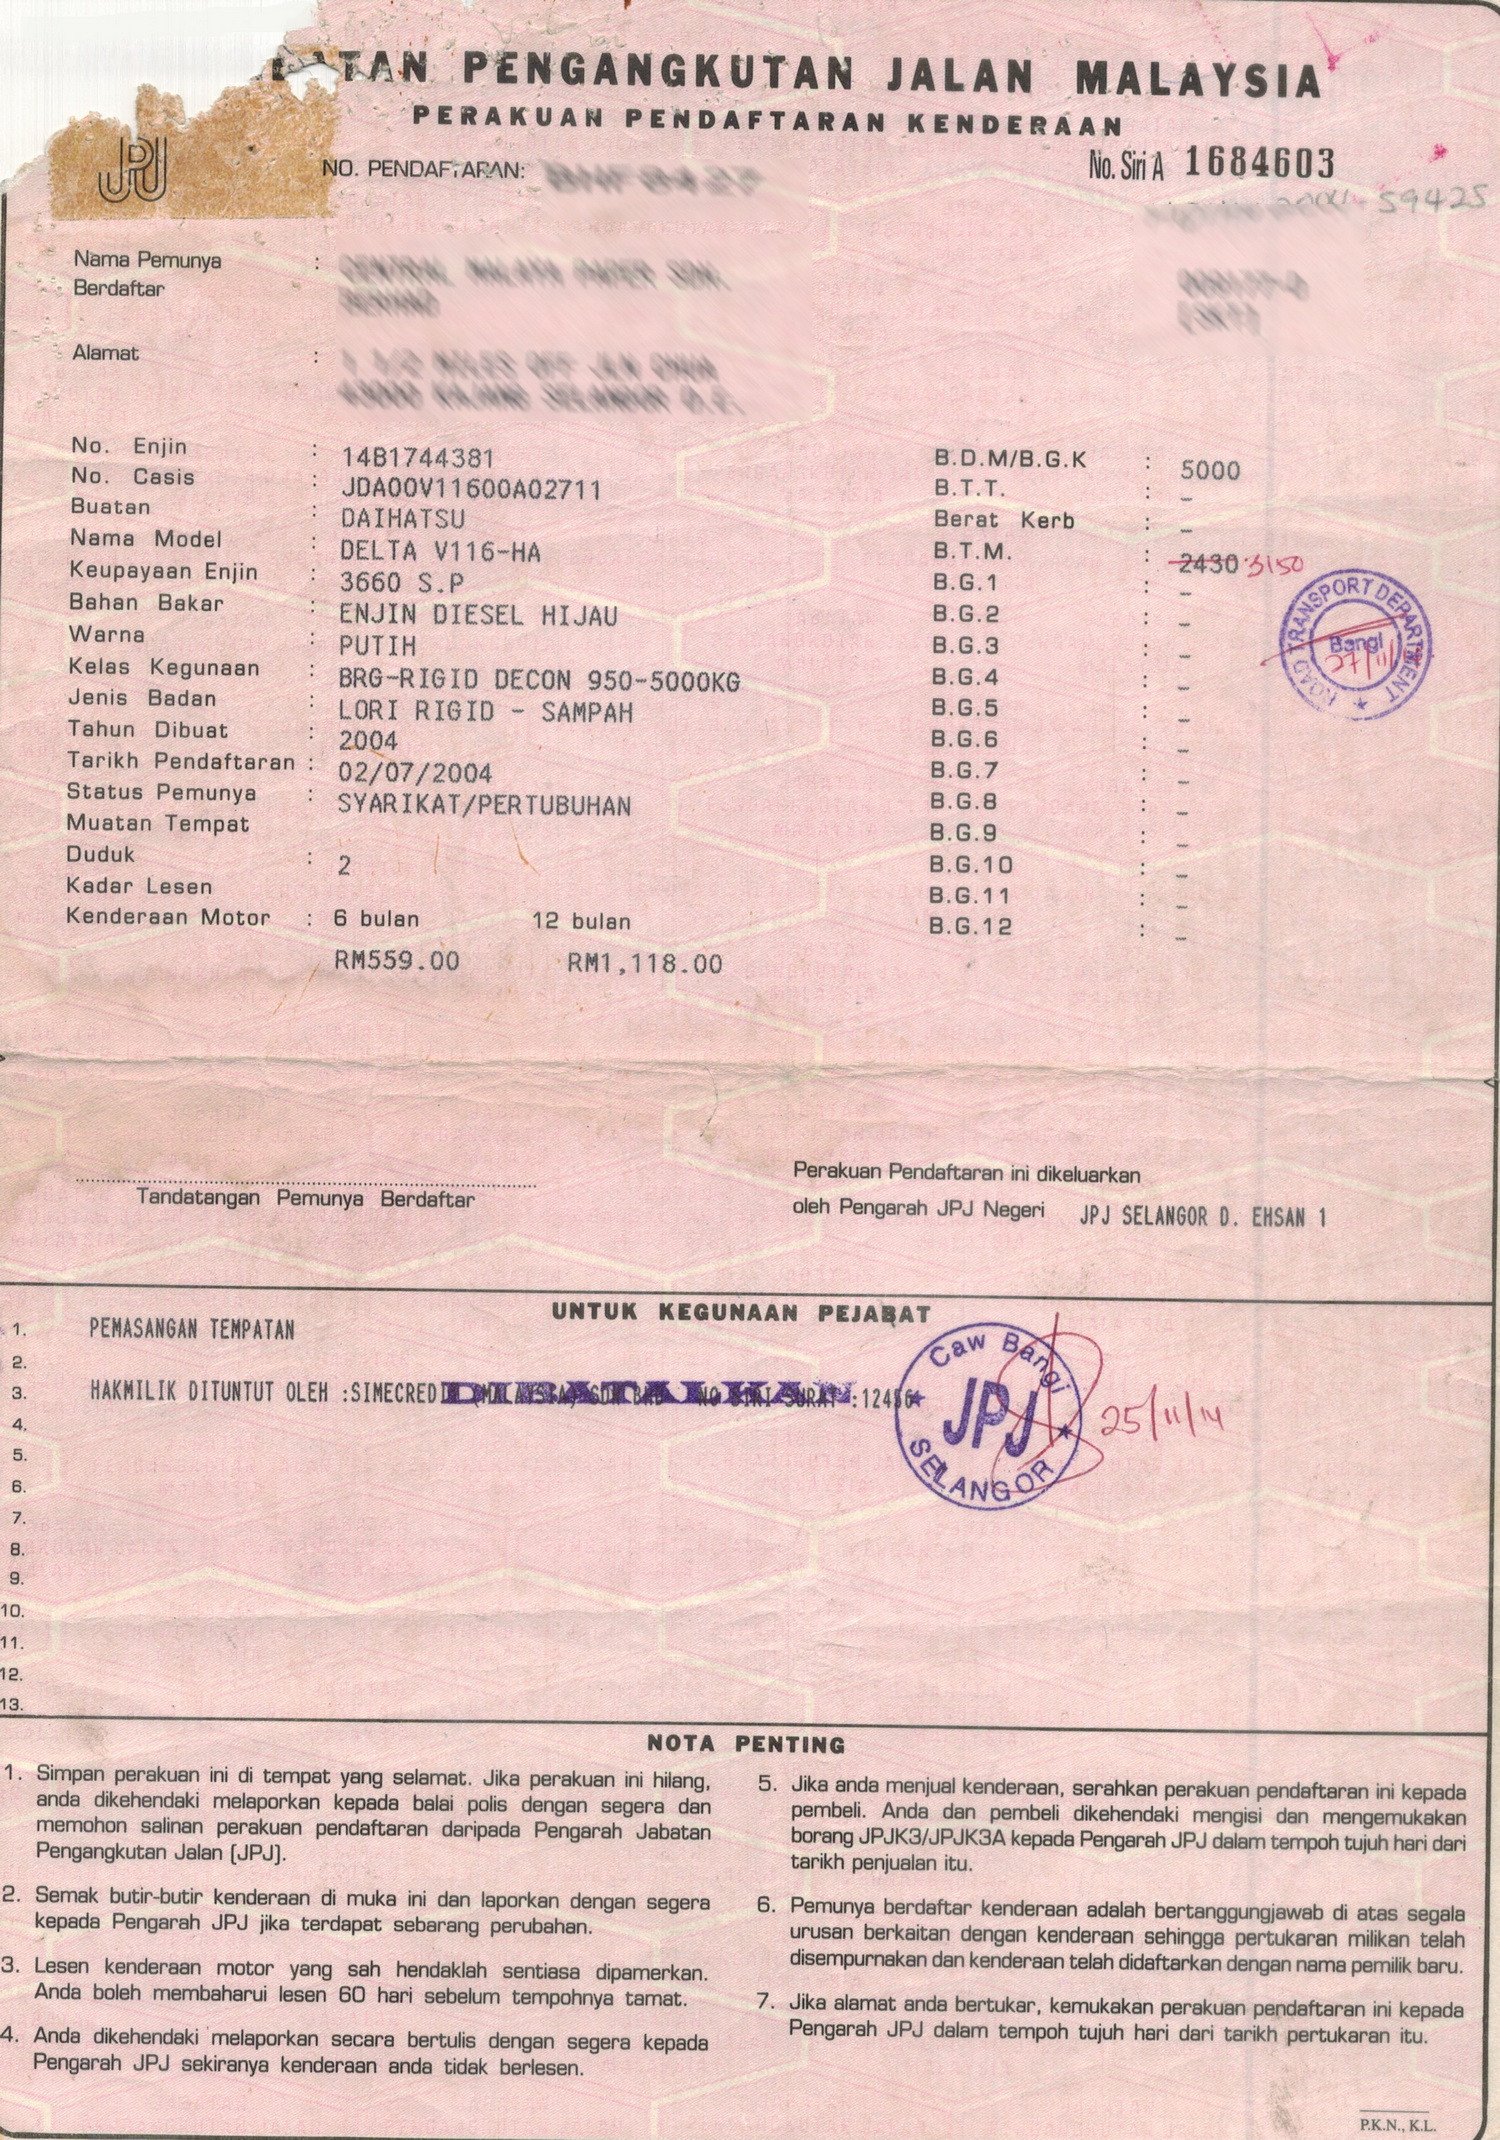 JPJ
PENGANGKUTAN JALAN MALAYSIA
PERAKUAN PENDAFTARAN KENDERAAN
NO. PENDAFTARAN:
No. Siri A 1684603
59425
Nama Pemunya :
Berdaftar
Alamat :
No. Enjin : 14B1744381
No. Casis : JDA00V11600A02711
Buatan : DAIHATSU
Nama Model : DELTA V116-HA
Keupayaan Enjin : 3660 S.P
Bahan Bakar : ENJIN DIESEL HIJAU
Warna : PUTIH
Kelas Kegunaan : BRG-RIGID DECON 950-5000KG
Jenis Badan : LORI RIGID - SAMPAH
Tahun Dibuat : 2004
Tarikh Pendaftaran : 02/07/2004
Status Pemunya : SYARIKAT/PERTUBUHAN
Muatan Tempat
Duduk : 2
Kadar Lesen
Kenderaan Motor : 6 bulan 12 bulan
RM559.00 RM1,118.00
B.D.M/B.G.K : 5000
B.T.T. : -
Berat Kerb : -
B.T.M. : 2430 3150
B.G.1 : -
B.G.2 : -
B.G.3 : -
B.G.4 : -
B.G.5 : -
B.G.6 : -
B.G.7 : -
B.G.8 : -
B.G.9 : -
B.G.10 : -
B.G.11 : -
B.G.12 : -
ROAD TRANSPORT DEPARTMENT
Bangi
27/11/
Tandatangan Pemunya Berdaftar
Perakuan Pendaftaran ini dikeluarkan
oleh Pengarah JPJ Negeri JPJ SELANGOR D. EHSAN 1
UNTUK KEGUNAAN PEJABAT
1. PEMASANGAN TEMPATAN
2.
3. HAKMILIK DITUNTUT OLEH :SIMECREDIT (MALAYSIA) SDN BHD NO SIRI SURAT :12456
DIBATALKAN
4.
5.
6.
7.
8.
9.
10.
11.
12.
13.
Caw Bangi
JPJ
SELANGOR
25/11/14
NOTA PENTING
1. Simpan perakuan ini di tempat yang selamat. Jika perakuan ini hilang,
anda dikehendaki melaporkan kepada balai polis dengan segera dan
memohon salinan perakuan pendaftaran daripada Pengarah Jabatan
Pengangkutan Jalan (JPJ).
2. Semak butir-butir kenderaan di muka ini dan laporkan dengan segera
kepada Pengarah JPJ jika terdapat sebarang perubahan.
3. Lesen kenderaan motor yang sah hendaklah sentiasa dipamerkan.
Anda boleh membaharui lesen 60 hari sebelum tempohnya tamat.
4. Anda dikehendaki melaporkan secara bertulis dengan segera kepada
Pengarah JPJ sekiranya kenderaan anda tidak berlesen.
5. Jika anda menjual kenderaan, serahkan perakuan pendaftaran ini kepada
pembeli. Anda dan pembeli dikehendaki mengisi dan mengemukakan
borang JPJK3/JPJK3A kepada Pengarah JPJ dalam tempoh tujuh hari dari
tarikh penjualan itu.
6. Pemunya berdaftar kenderaan adalah bertanggungjawab di atas segala
urusan berkaitan dengan kenderaan sehingga pertukaran milikan telah
disempurnakan dan kenderaan telah didaftarkan dengan nama pemilik baru.
7. Jika alamat anda bertukar, kemukakan perakuan pendaftaran ini kepada
Pengarah JPJ dalam tempoh tujuh hari dari tarikh pertukaran itu.
P.K.N., K.L.